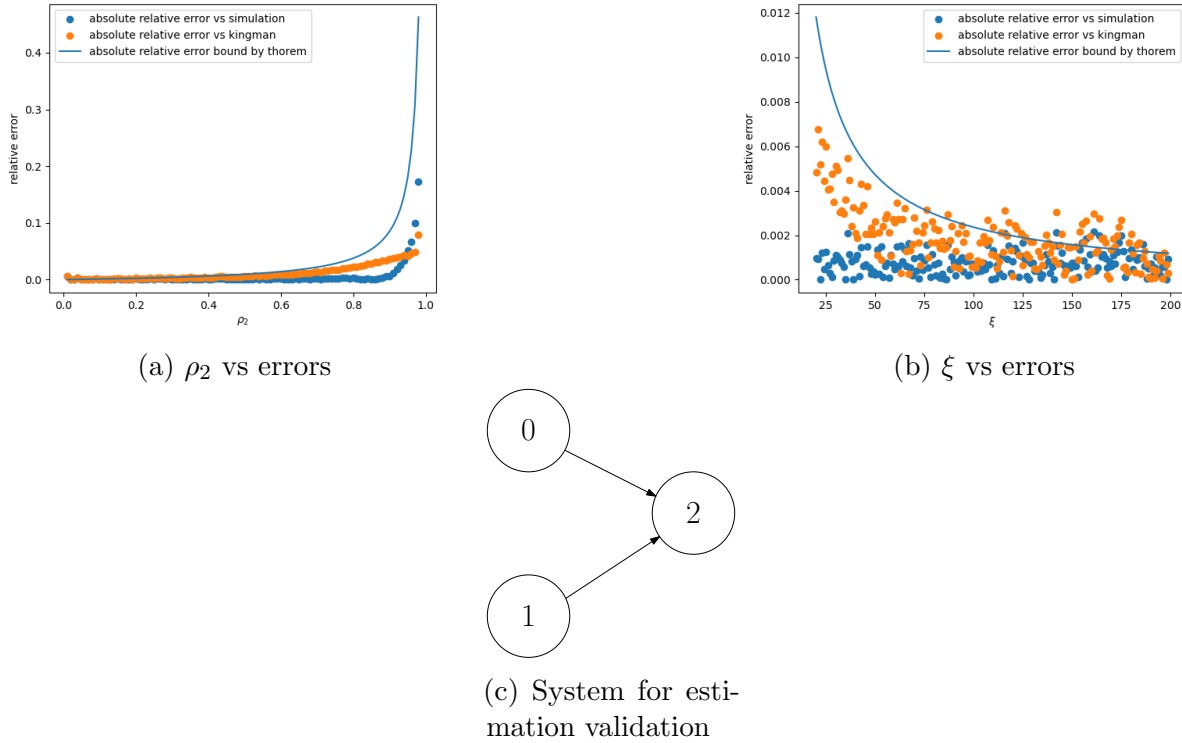 absolute relative error vs simulation
absolute relative error vs kingman
absolute relative error bound by thorem
relative error
0.4
0.3
0.2
0.1
0.0
0.0 0.2 0.4 0.6 0.8 1.0
ρ₂
(a) ρ₂ vs errors
absolute relative error vs simulation
absolute relative error vs kingman
absolute relative error bound by thorem
relative error
0.012
0.010
0.008
0.006
0.004
0.002
0.000
25 50 75 100 125 150 175 200
ξ
(b) ξ vs errors
0
2
1
(c) System for esti-
mation validation